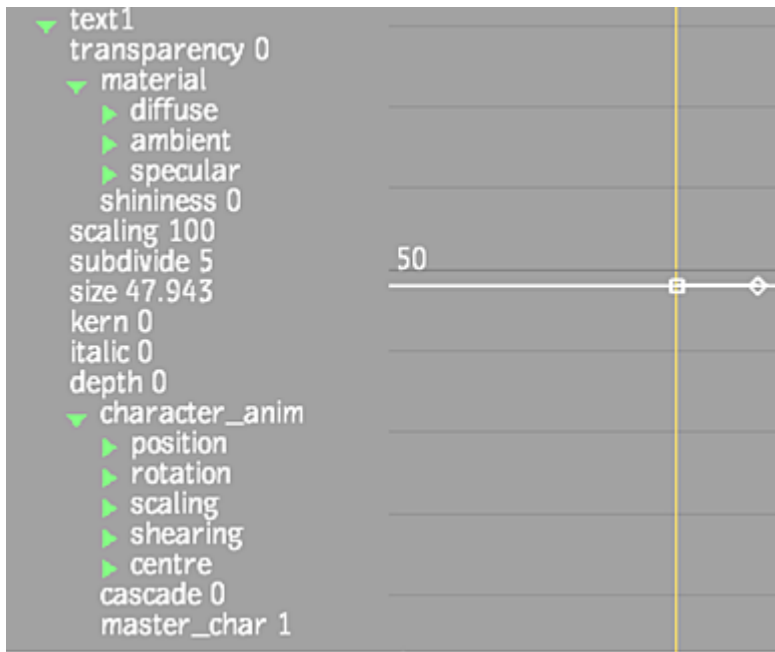 text1
transparency 0
material
diffuse
ambient
specular
shininess 0
scaling 100
subdivide 5
50
size 47.943
kern 0
italic 0
depth 0
character_anim
position
rotation
scaling
shearing
centre
cascade 0
master_char 1